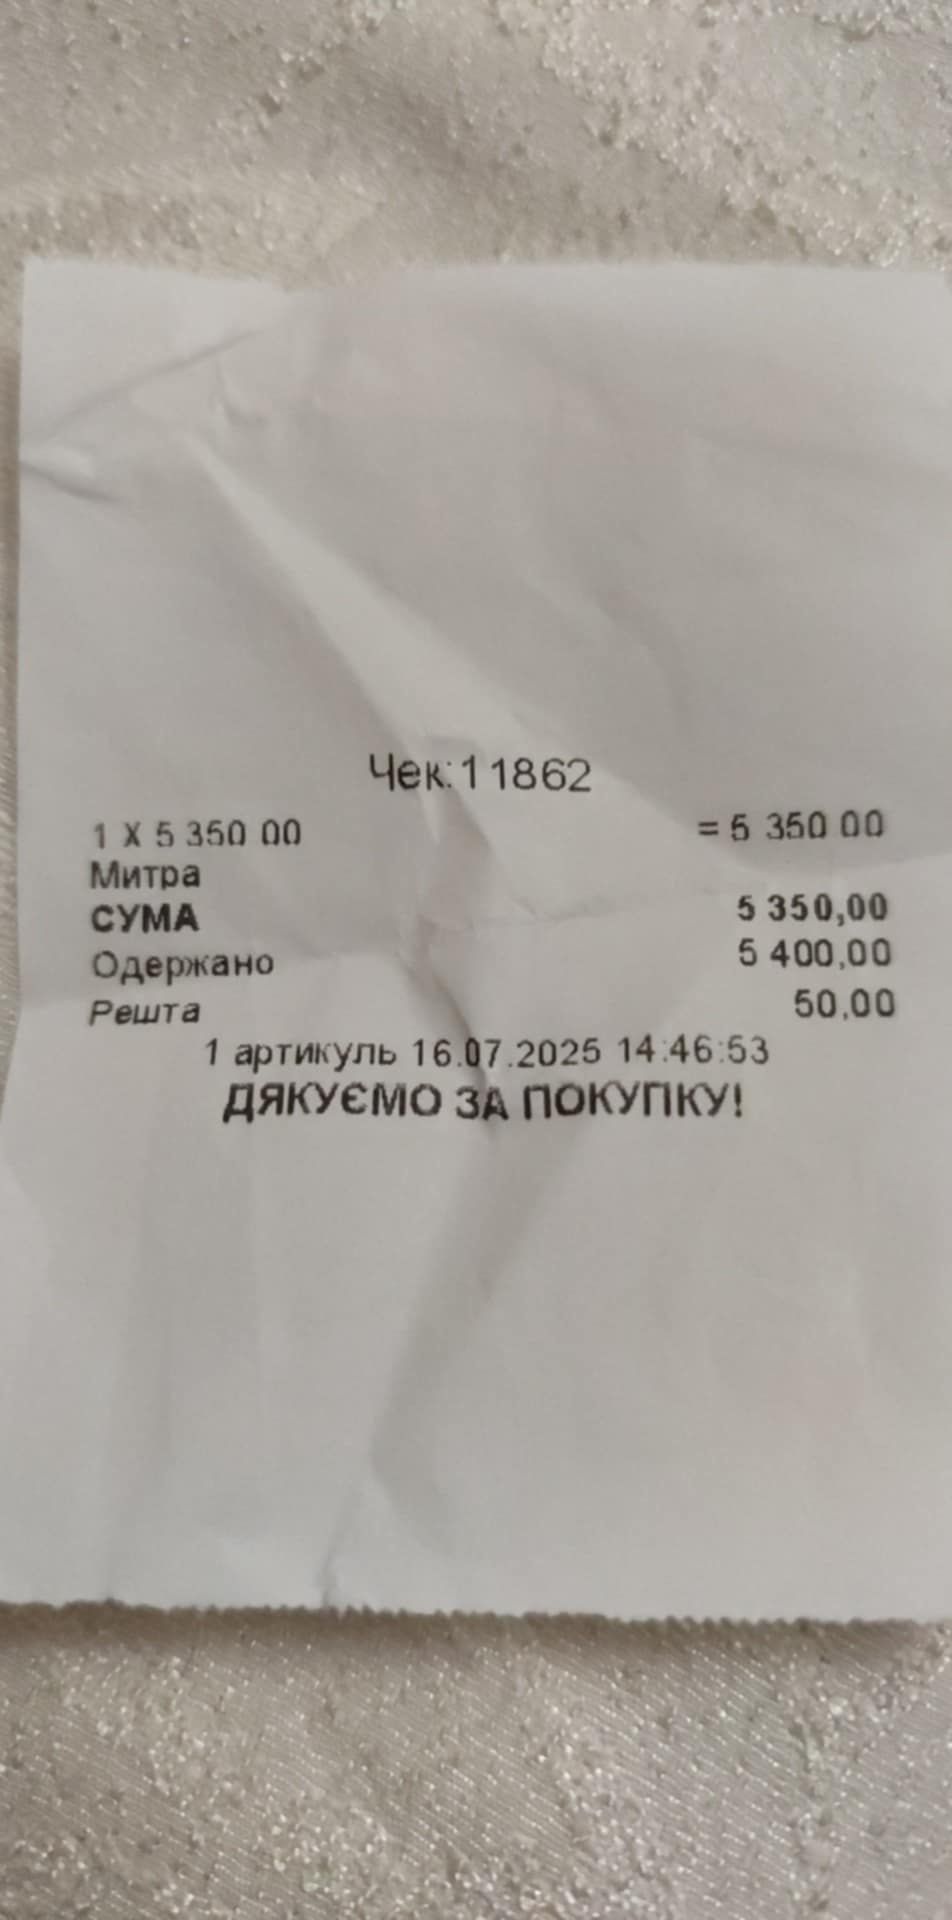 Чек:11862
1 X 5 350 00 = 5 350 00
Митра
СУМА 5 350,00
Одержано 5 400,00
Решта 50,00
1 артикуль 16.07.2025 14:46:53
ДЯКУЄМО ЗА ПОКУПКУ!